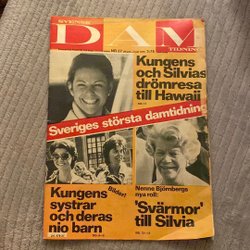 SVENSK
DAM
TIDNING
Kungens
och Silvias
drömresa
till Hawaii
Sveriges största damtidning
Bilder!
Kungens
systrar
och deras
nio barn
Nenne Björnbergs
nya roll:
'Svärmor'
till Silvia